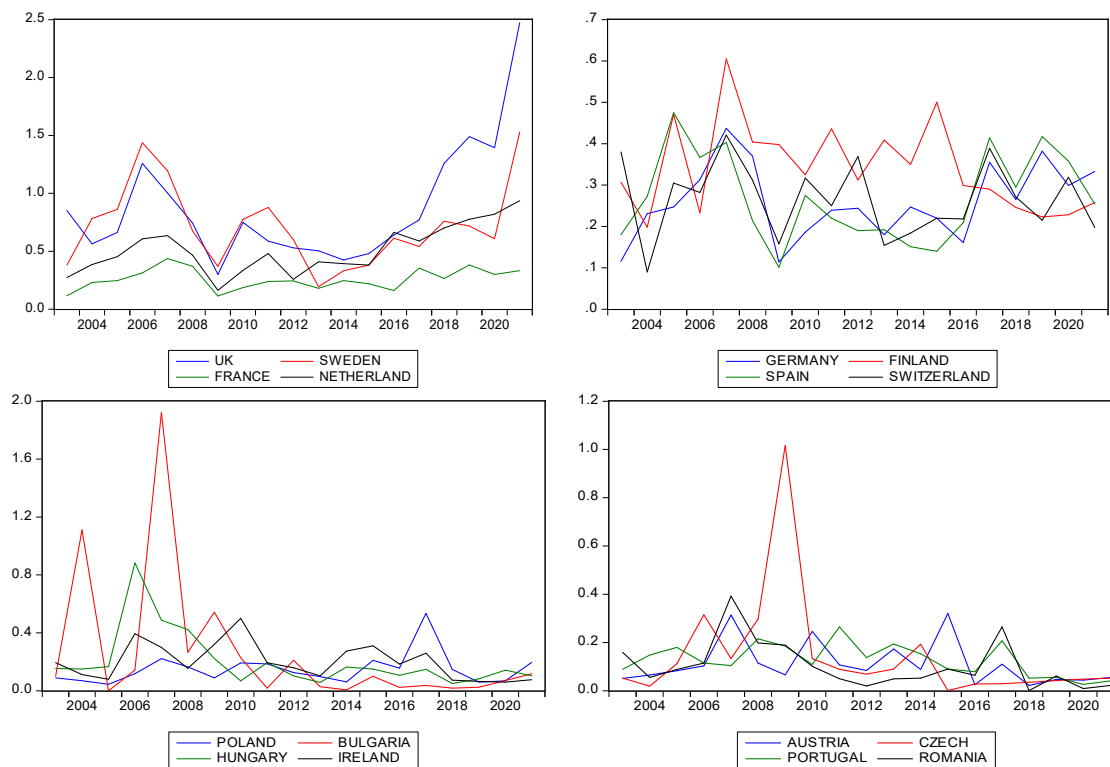 2.5
2.0
1.5
1.0
0.5
0.0
2004 2006 2008 2010 2012 2014 2016 2018 2020
UK SWEDEN
FRANCE NETHERLAND
.7
.6
.5
.4
.3
.2
.1
.0
2004 2006 2008 2010 2012 2014 2016 2018 2020
GERMANY FINLAND
SPAIN SWITZERLAND
2.0
1.6
1.2
0.8
0.4
0.0
2004 2006 2008 2010 2012 2014 2016 2018 2020
POLAND BULGARIA
HUNGARY IRELAND
1.2
1.0
0.8
0.6
0.4
0.2
0.0
2004 2006 2008 2010 2012 2014 2016 2018 2020
AUSTRIA CZECH
PORTUGAL ROMANIA